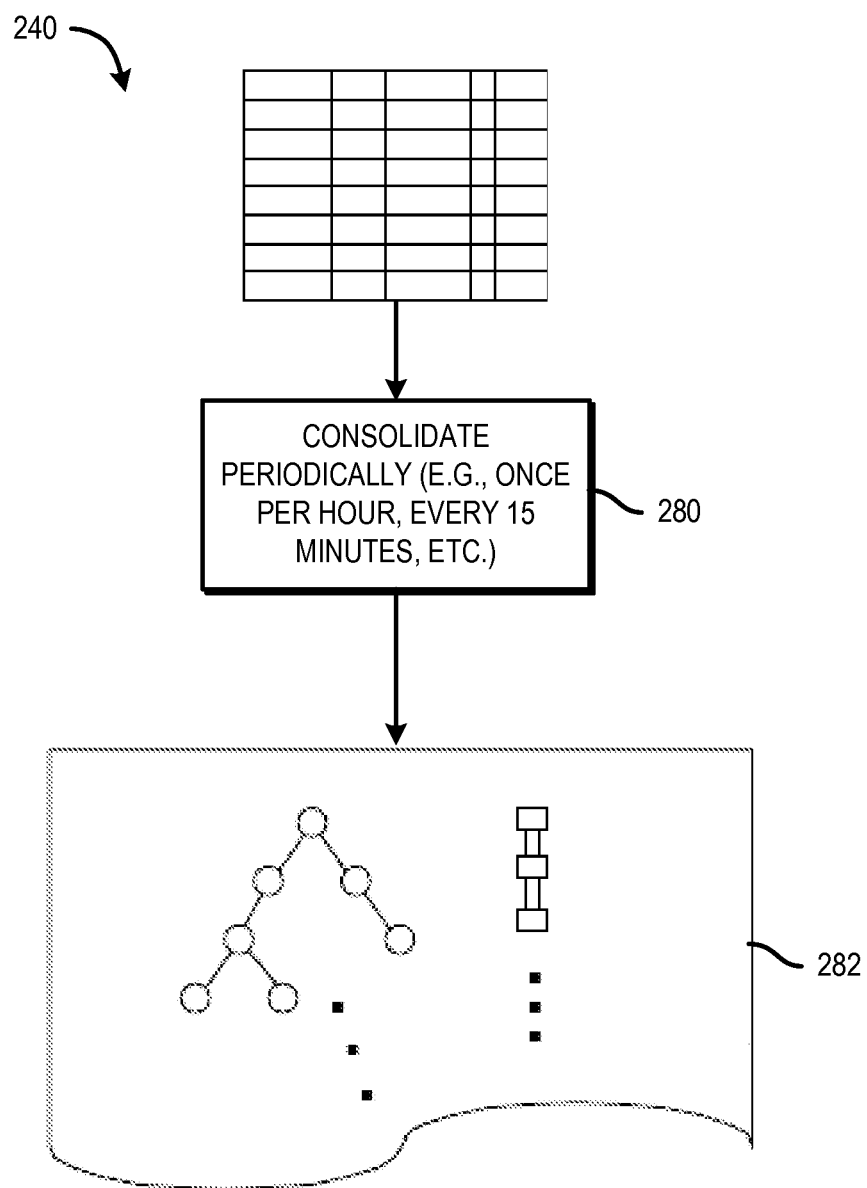 240
CONSOLIDATE
PERIODICALLY (E.G., ONCE
PER HOUR, EVERY 15
MINUTES, ETC.)
280
282